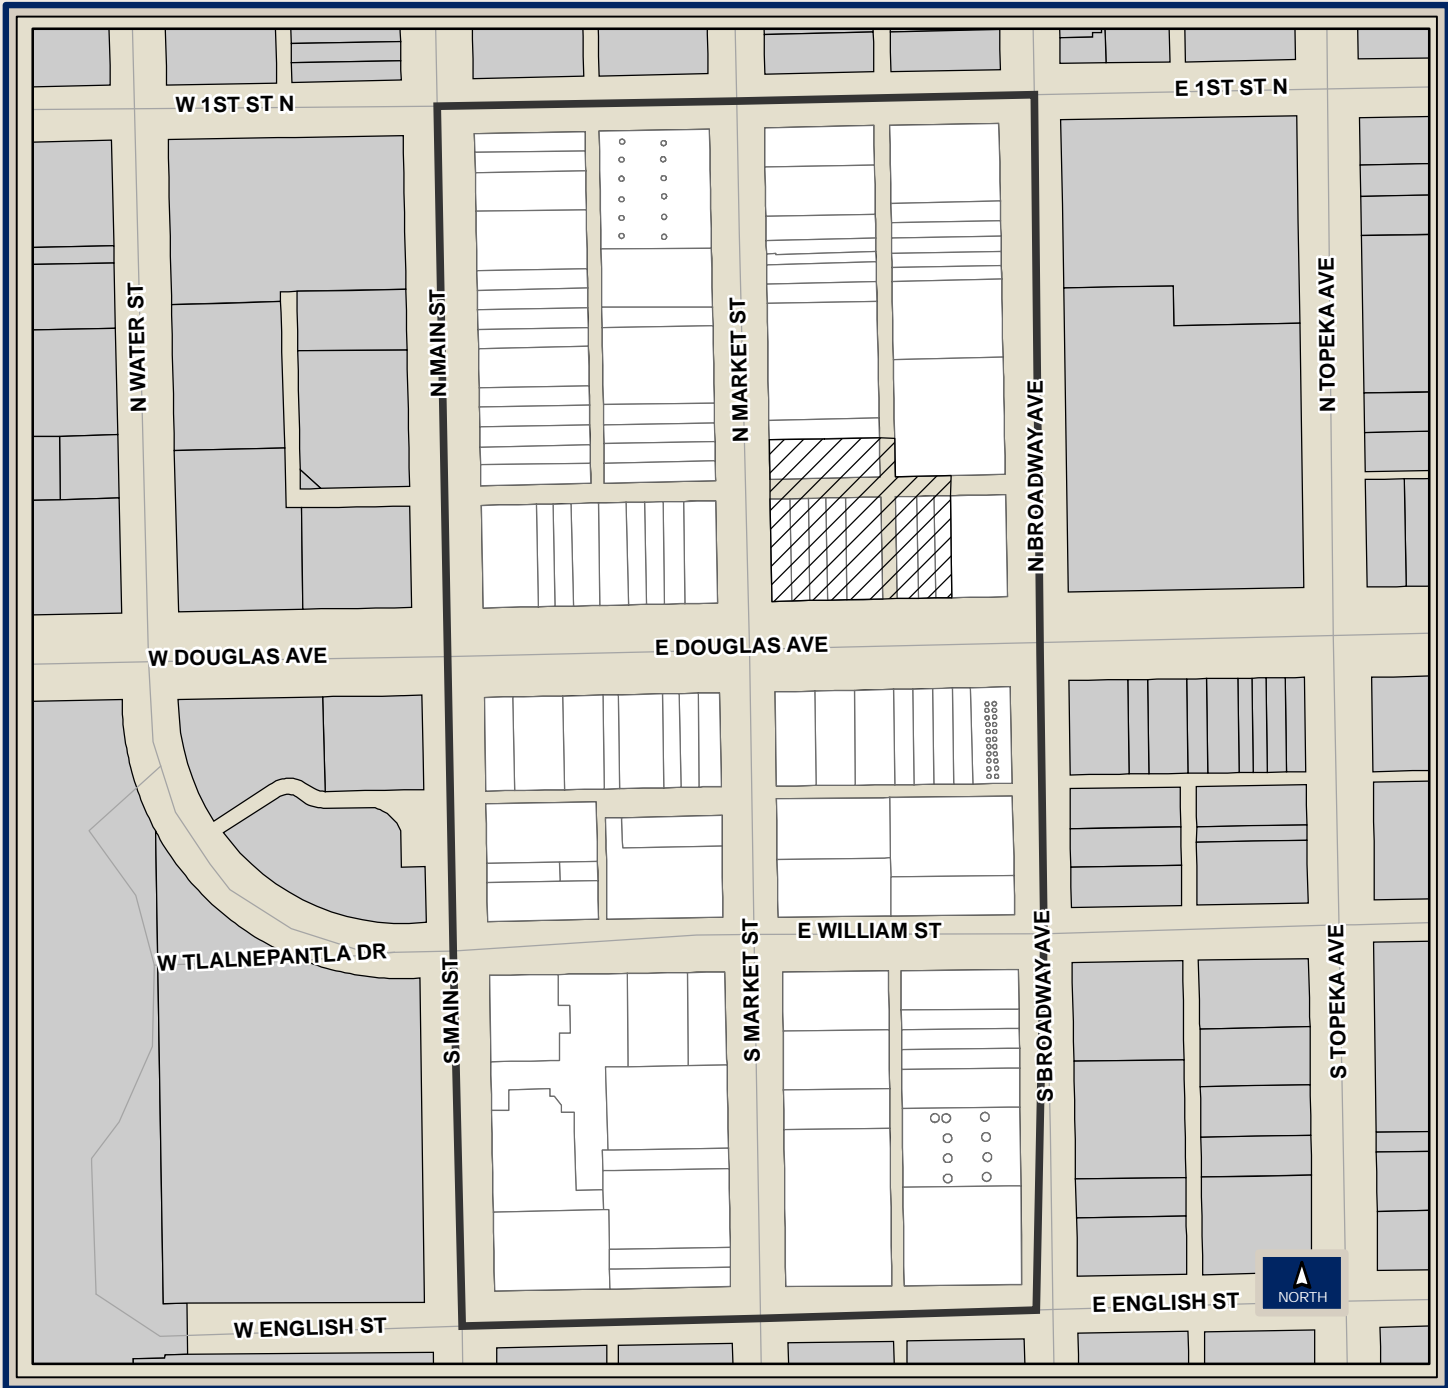 W 1ST ST N
E 1ST ST N
N WATER ST
N MAIN ST
N MARKET ST
N BROADWAY AVE
N TOPEKA AVE
W DOUGLAS AVE
E DOUGLAS AVE
W TLALNEPANTLA DR
E WILLIAM ST
S MAIN ST
S MARKET ST
S BROADWAY AVE
S TOPEKA AVE
W ENGLISH ST
E ENGLISH ST
NORTH